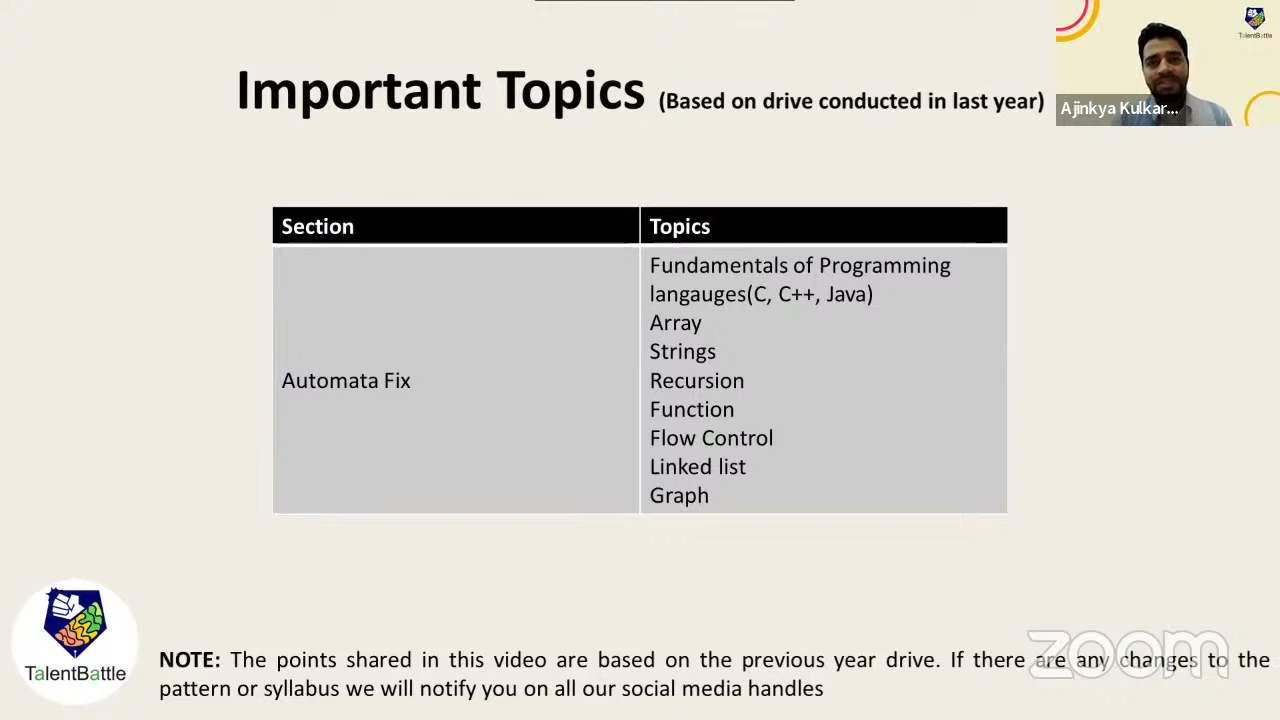 TalentBattle
Important Topics (Based on drive conducted in last year)
Ajinkya Kulkar...
Section
Topics
Automata Fix
Fundamentals of Programming
langauges(C, C++, Java)
Array
Strings
Recursion
Function
Flow Control
Linked list
Graph
TalentBattle
NOTE: The points shared in this video are based on the previous year drive. If there are any changes to the
pattern or syllabus we will notify you on all our social media handles
zoom